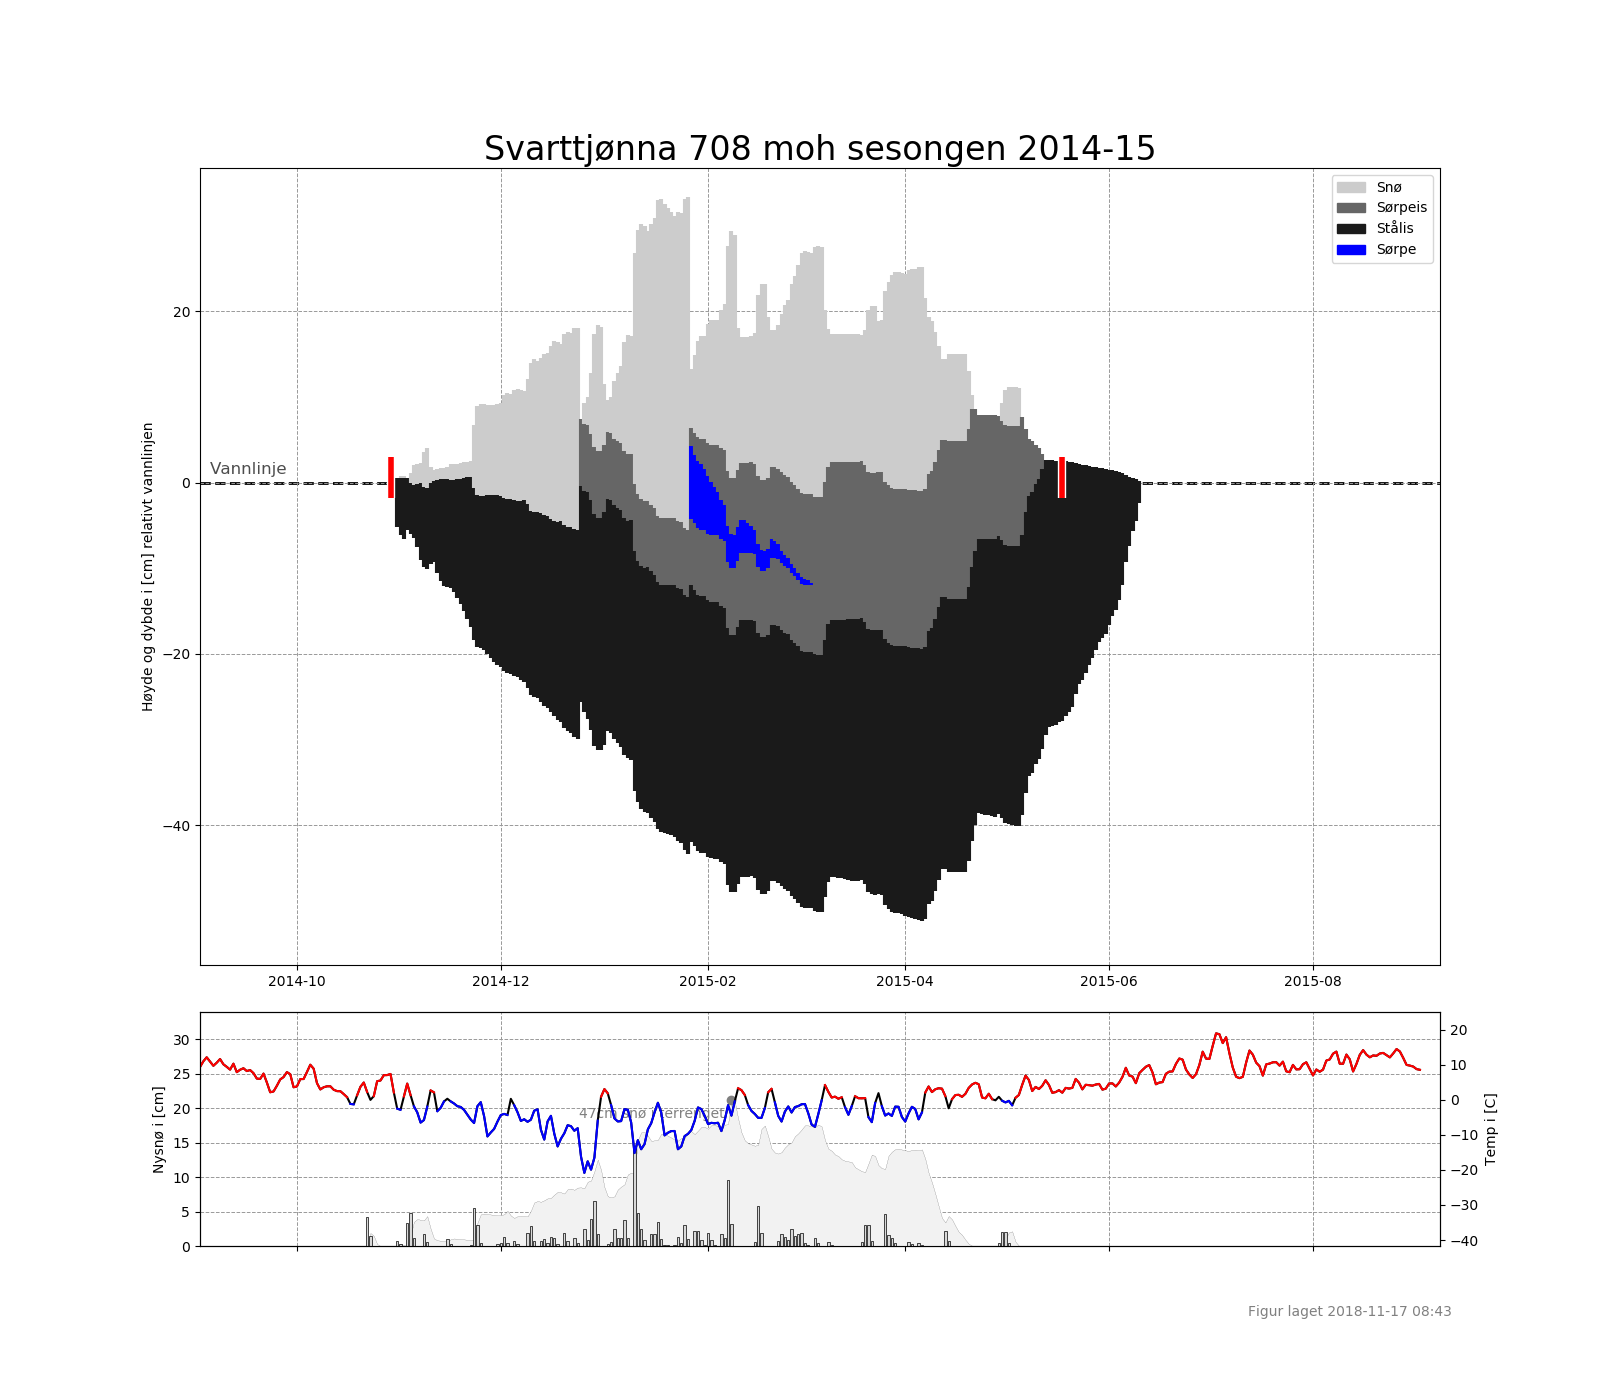 Svarttjønna 708 moh sesongen 2014-15
Snø
Sørpeis
Stålis
Sørpe
Vannlinje
Høyde og dybde i [cm] relativt vannlinjen
20
0
−20
−40
2014-10
2014-12
2015-02
2015-04
2015-06
2015-08
Nysnø i [cm]
30
25
20
15
10
5
0
47cm snø i terrenget
20
10
0
−10
−20
−30
−40
Temp i [C]
Figur laget 2018-11-17 08:43